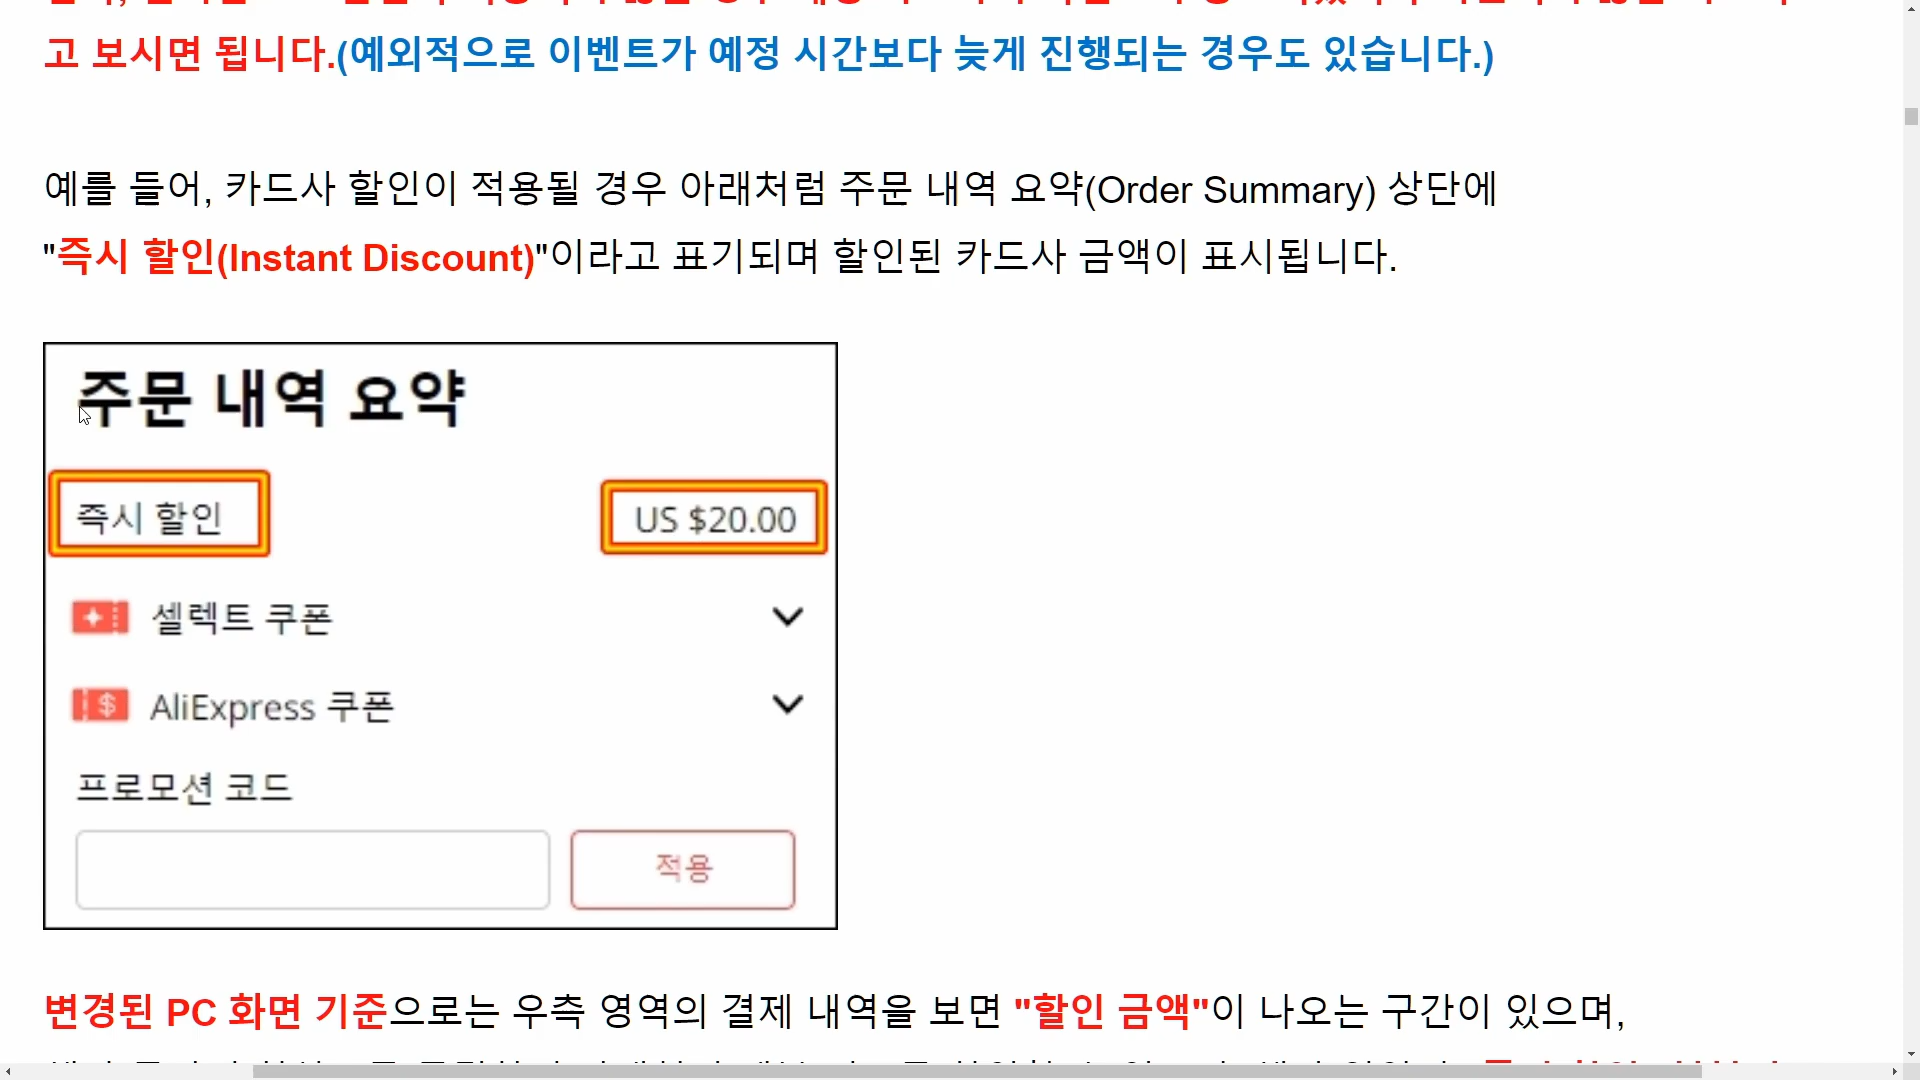 고 보시면 됩니다.(예외적으로 이벤트가 예정 시간보다 늦게 진행되는 경우도 있습니다.)
예를 들어, 카드사 할인이 적용될 경우 아래처럼 주문 내역 요약(Order Summary) 상단에
"즉시 할인(Instant Discount)"이라고 표기되며 할인된 카드사 금액이 표시됩니다.
주문 내역 요약
즉시 할인 US $20.00
셀렉트 쿠폰
AliExpress 쿠폰
프로모션 코드
적용
변경된 PC 화면 기준으로는 우측 영역의 결제 내역을 보면 "할인 금액"이 나오는 구간이 있으며,